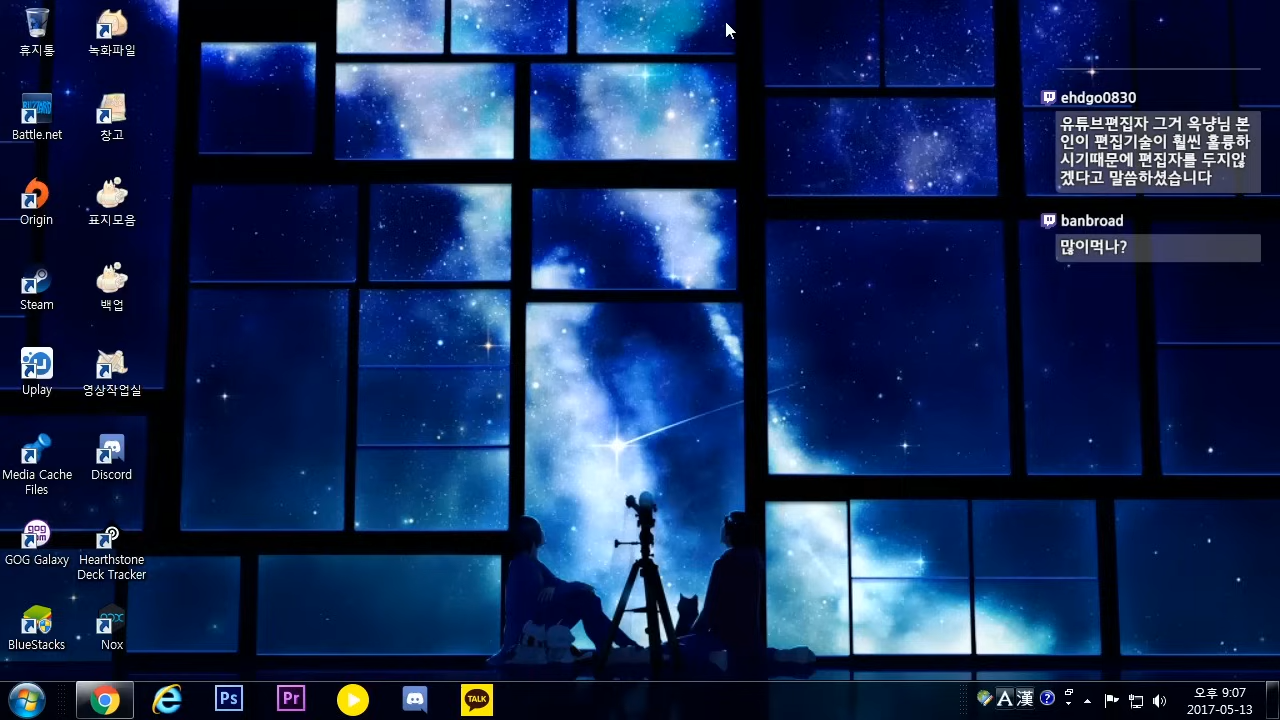 휴지통
녹화파일
Battle.net
창고
Origin
표지모음
Steam
백업
Uplay
영상작업실
Media Cache
Files
Discord
GOG Galaxy
Hearthstone
Deck Tracker
BlueStacks
Nox
ehdgo0830
유튜브편집자 그거 옥냥님 본
인이 편집기술이 훨씬 훌륭하
시기때문에 편집자를 두지않
겠다고 말씀하셨습니다
banbroad
많이먹나?
Ps
Pr
TALK
A 漢
오후 9:07
2017-05-13